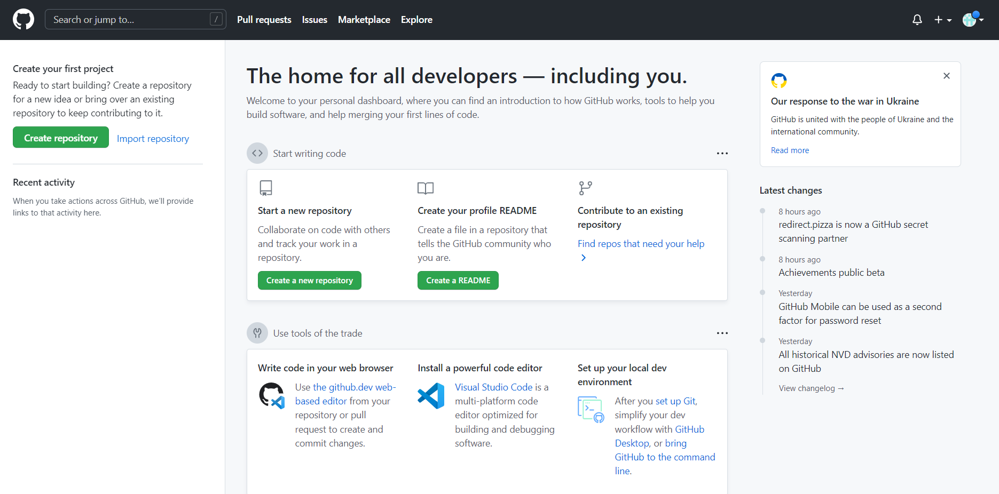 Search or jump to...
/
Pull requests
Issues
Marketplace
Explore
Create your first project
Ready to start building? Create a repository
for a new idea or bring over an existing
repository to keep contributing to it.
Create repository
Import repository
Recent activity
When you take actions across GitHub, we'll provide
links to that activity here.
The home for all developers — including you.
Welcome to your personal dashboard, where you can find an introduction to how GitHub works, tools to help you
build software, and help merging your first lines of code.
Start writing code
Start a new repository
Collaborate on code with others
and track your work in a
repository.
Create a new repository
Create your profile README
Create a file in a repository that
tells the GitHub community who
you are.
Create a README
Contribute to an existing
repository
Find repos that need your help
Use tools of the trade
Write code in your web browser
Use the github.dev web-
based editor from your
repository or pull
request to create and
commit changes.
Install a powerful code editor
Visual Studio Code is a
multi-platform code
editor optimized for
building and debugging
software.
Set up your local dev
environment
After you set up Git,
simplify your dev
workflow with GitHub
Desktop, or bring
GitHub to the command
line.
Our response to the war in Ukraine
GitHub is united with the people of Ukraine and the
international community.
Read more
Latest changes
8 hours ago
redirect.pizza is now a GitHub secret
scanning partner
8 hours ago
Achievements public beta
Yesterday
GitHub Mobile can be used as a second
factor for password reset
Yesterday
All historical NVD advisories are now listed
on GitHub
View changelog →